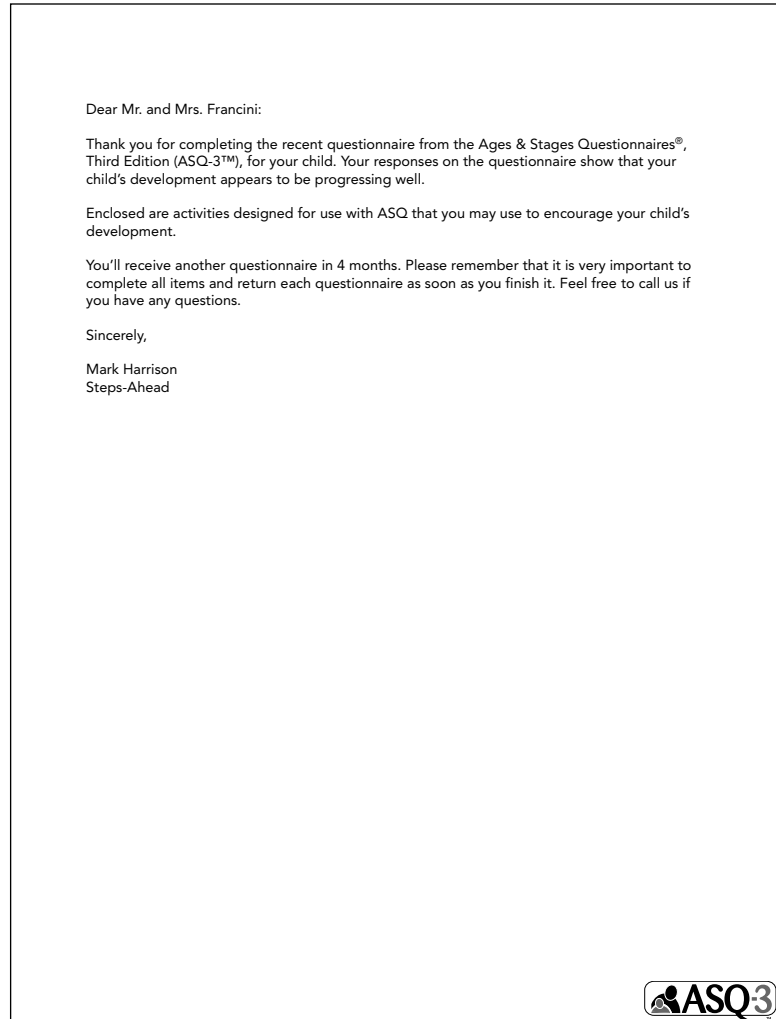 Dear Mr. and Mrs. Francini:
Thank you for completing the recent questionnaire from the Ages & Stages Questionnaires®,
Third Edition (ASQ-3™), for your child. Your responses on the questionnaire show that your
child’s development appears to be progressing well.
Enclosed are activities designed for use with ASQ that you may use to encourage your child’s
development.
You’ll receive another questionnaire in 4 months. Please remember that it is very important to
complete all items and return each questionnaire as soon as you finish it. Feel free to call us if
you have any questions.
Sincerely,
Mark Harrison
Steps-Ahead
ASQ-3™